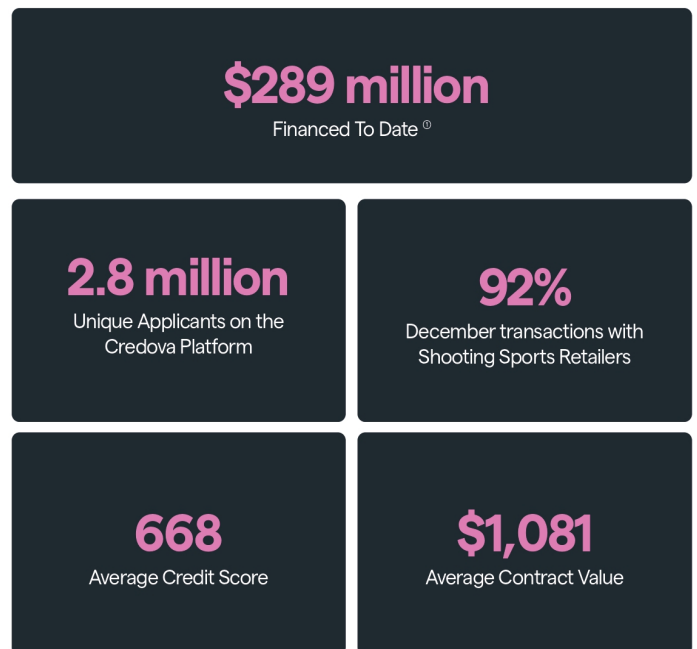 $289 million
Financed To Date ①
2.8 million
Unique Applicants on the
Credova Platform
92%
December transactions with
Shooting Sports Retailers
668
Average Credit Score
$1,081
Average Contract Value